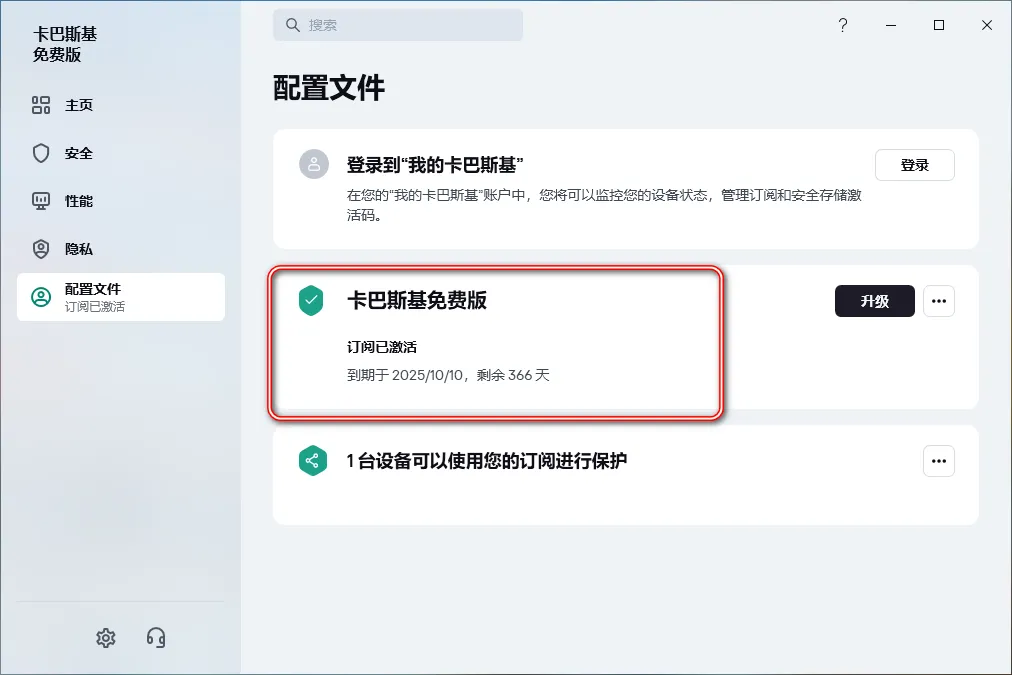 卡巴斯基
免费版
搜索
?
主页
安全
性能
隐私
配置文件
订阅已激活
配置文件
登录到“我的卡巴斯基”
在您的“我的卡巴斯基”账户中，您将可以监控您的设备状态，管理订阅和安全存储激
活码。
登录
卡巴斯基免费版
升级
订阅已激活
到期于 2025/10/10，剩余 366 天
1 台设备可以使用您的订阅进行保护